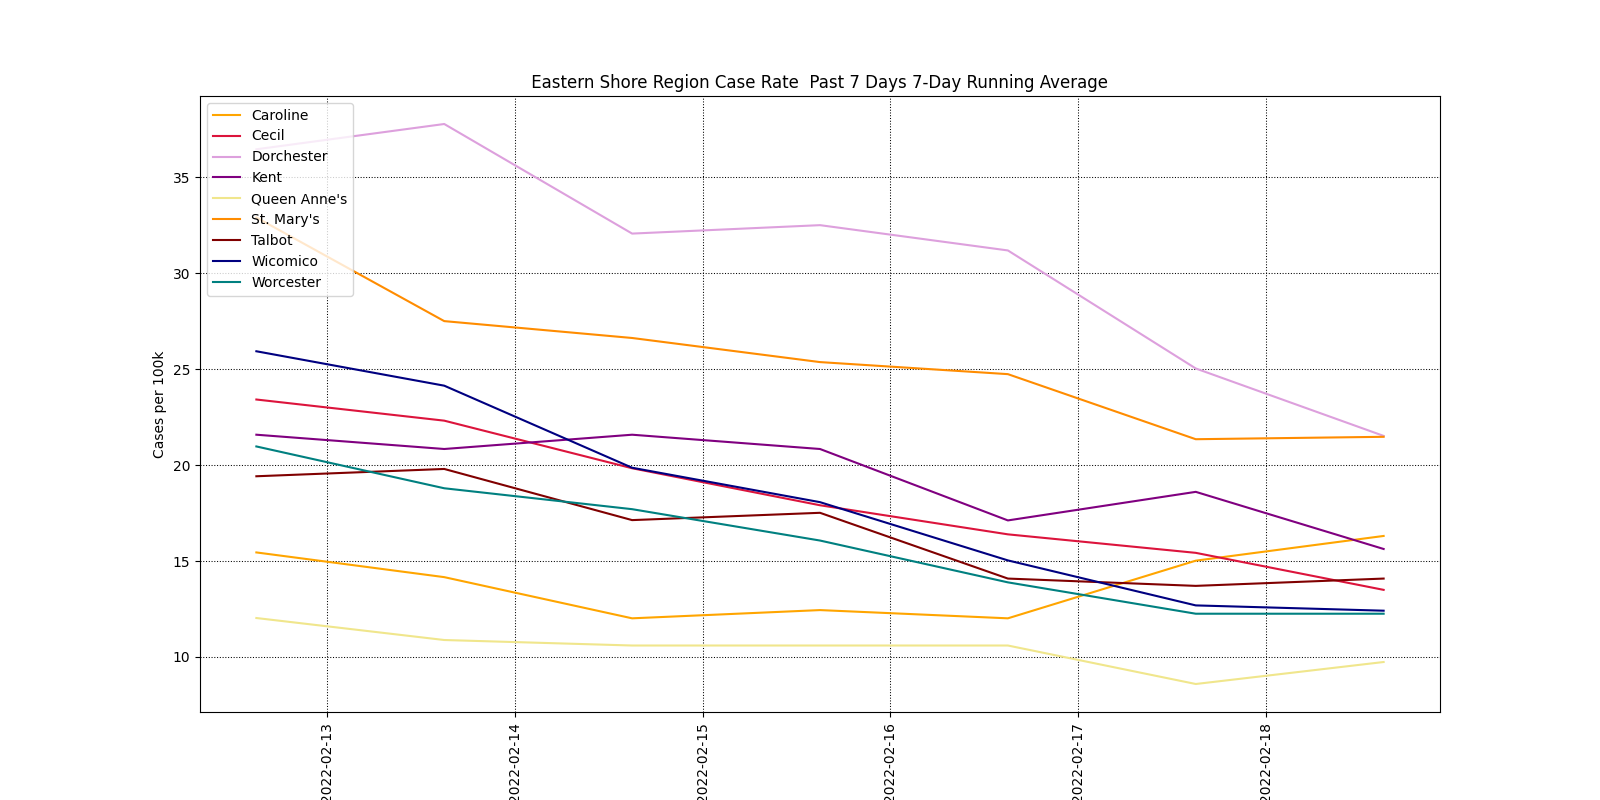 Eastern Shore Region Case Rate  Past 7 Days 7-Day Running Average
Caroline
Cecil
Dorchester
Kent
Queen Anne's
St. Mary's
Talbot
Wicomico
Worcester
Cases per 100k
35
30
25
20
15
10
2022-02-13
2022-02-14
2022-02-15
2022-02-16
2022-02-17
2022-02-18